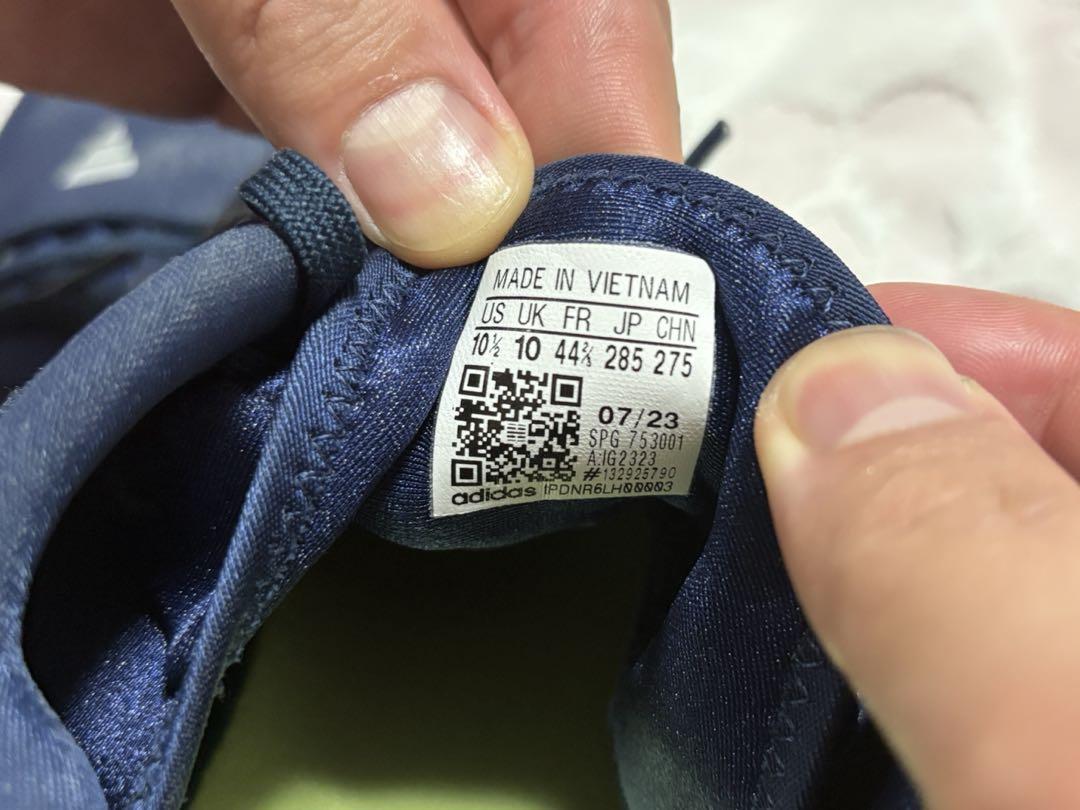 MADE IN VIETNAM
US UK FR JP CHN
10½ 10 44⅔ 285 275
07/23
SPG 753001
A.IG2323
#132925790
adidas IPDNR6LH00003